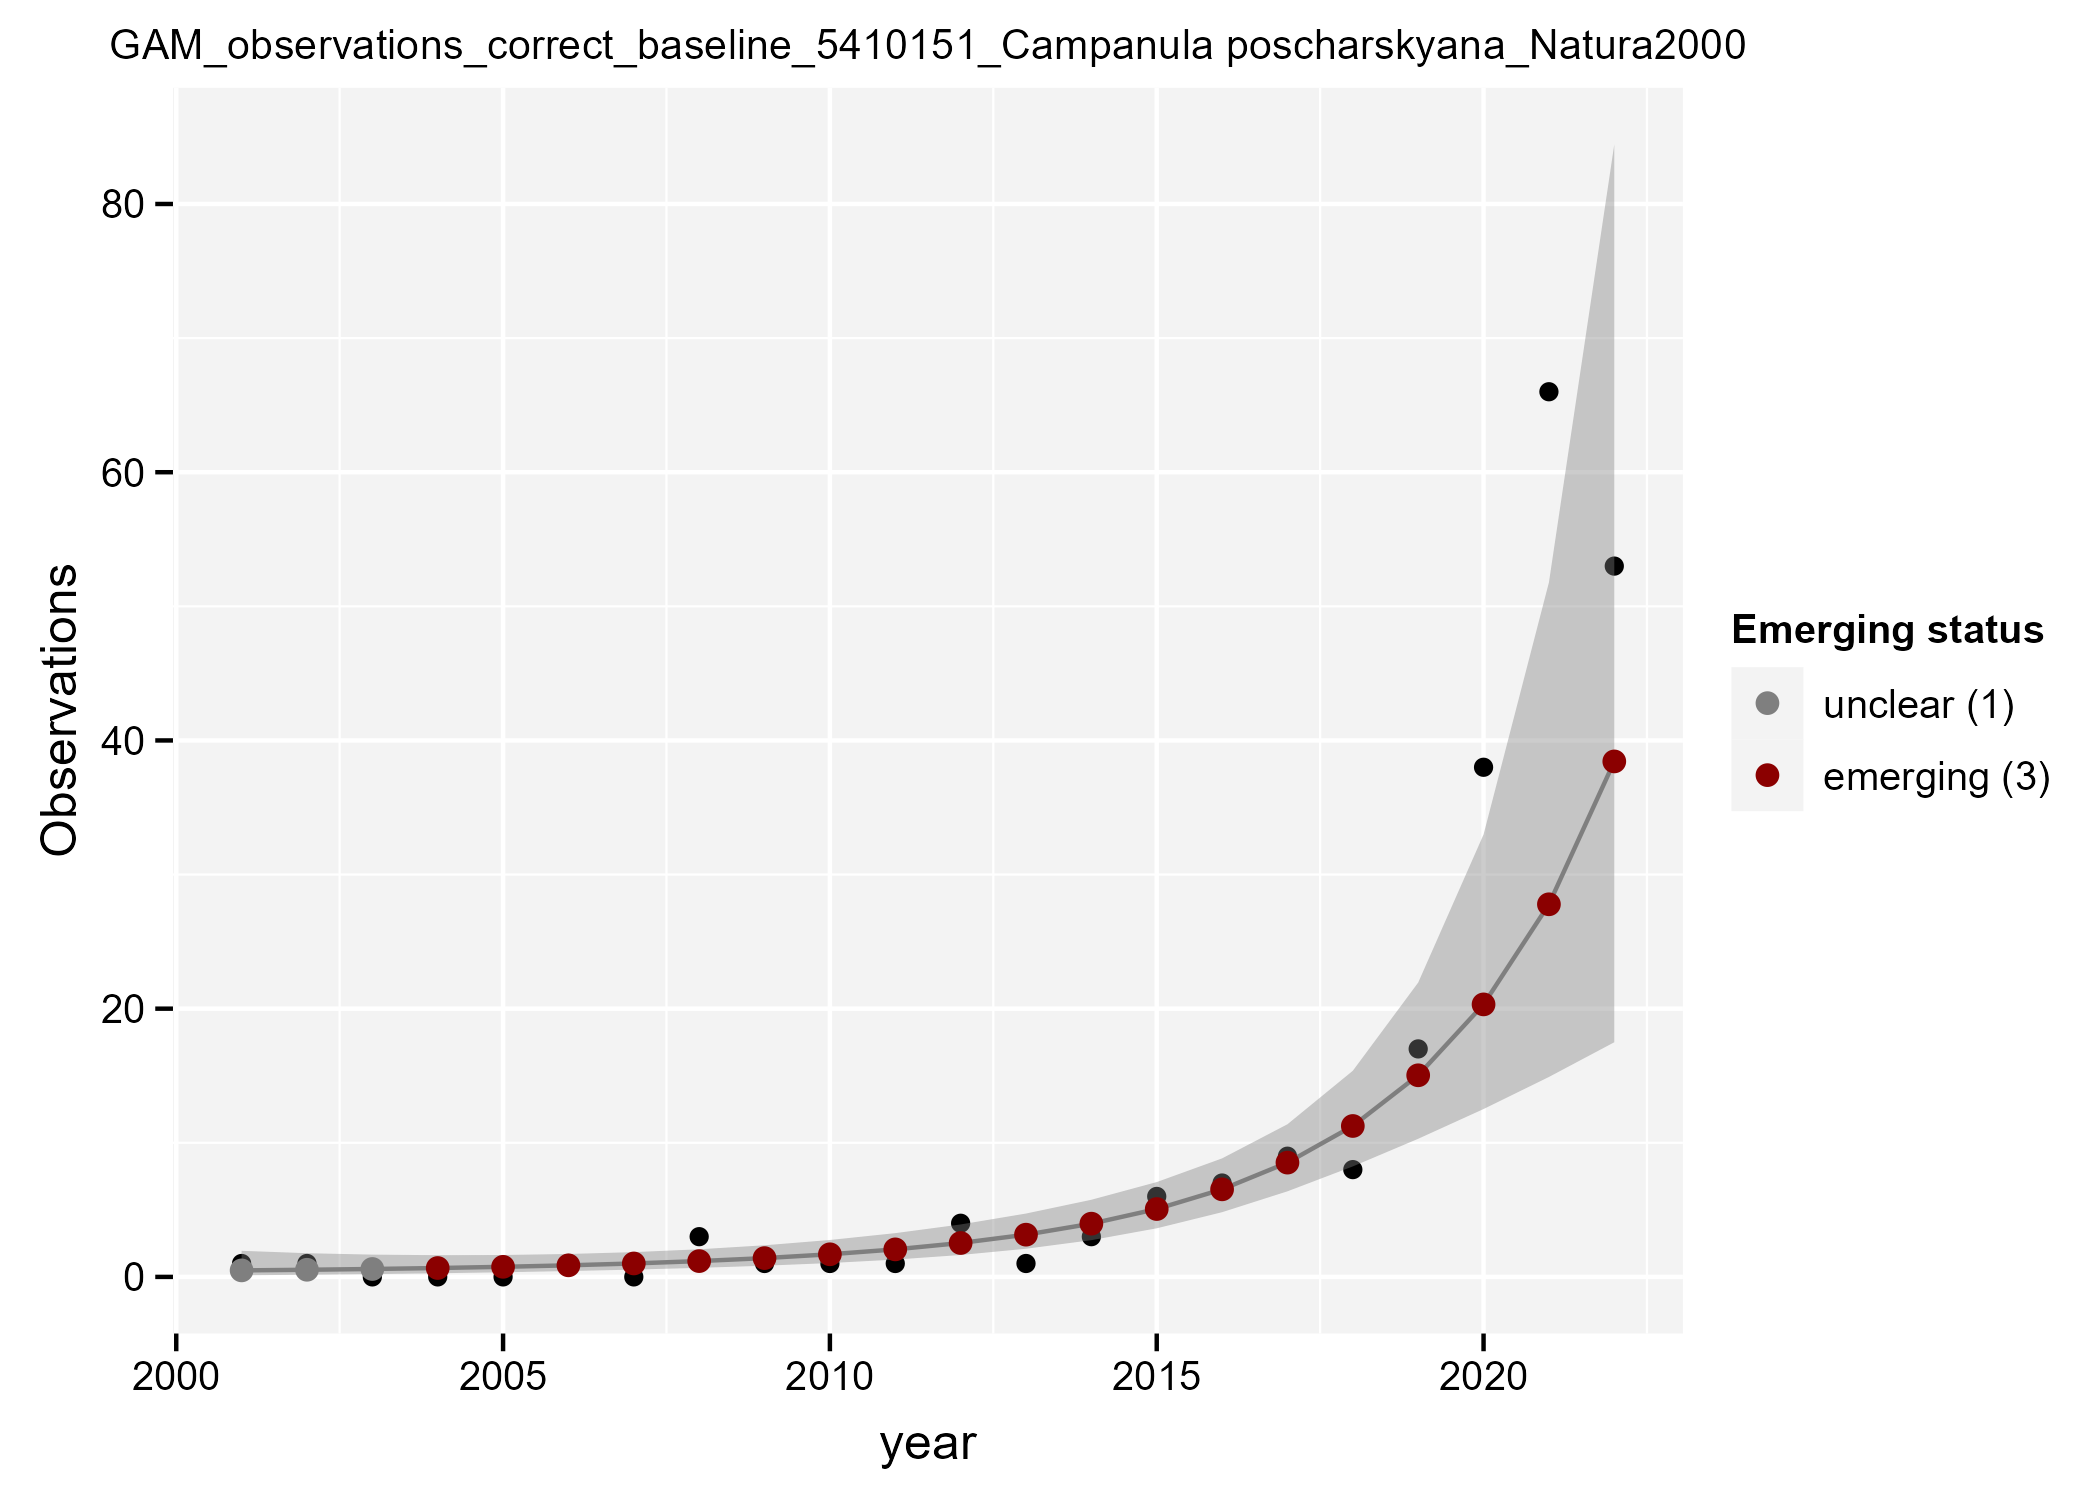 GAM_observations_correct_baseline_5410151_Campanula poscharskyana_Natura2000
80
60
40
20
0
Observations
2000 2005 2010 2015 2020
year
Emerging status
unclear (1)
emerging (3)